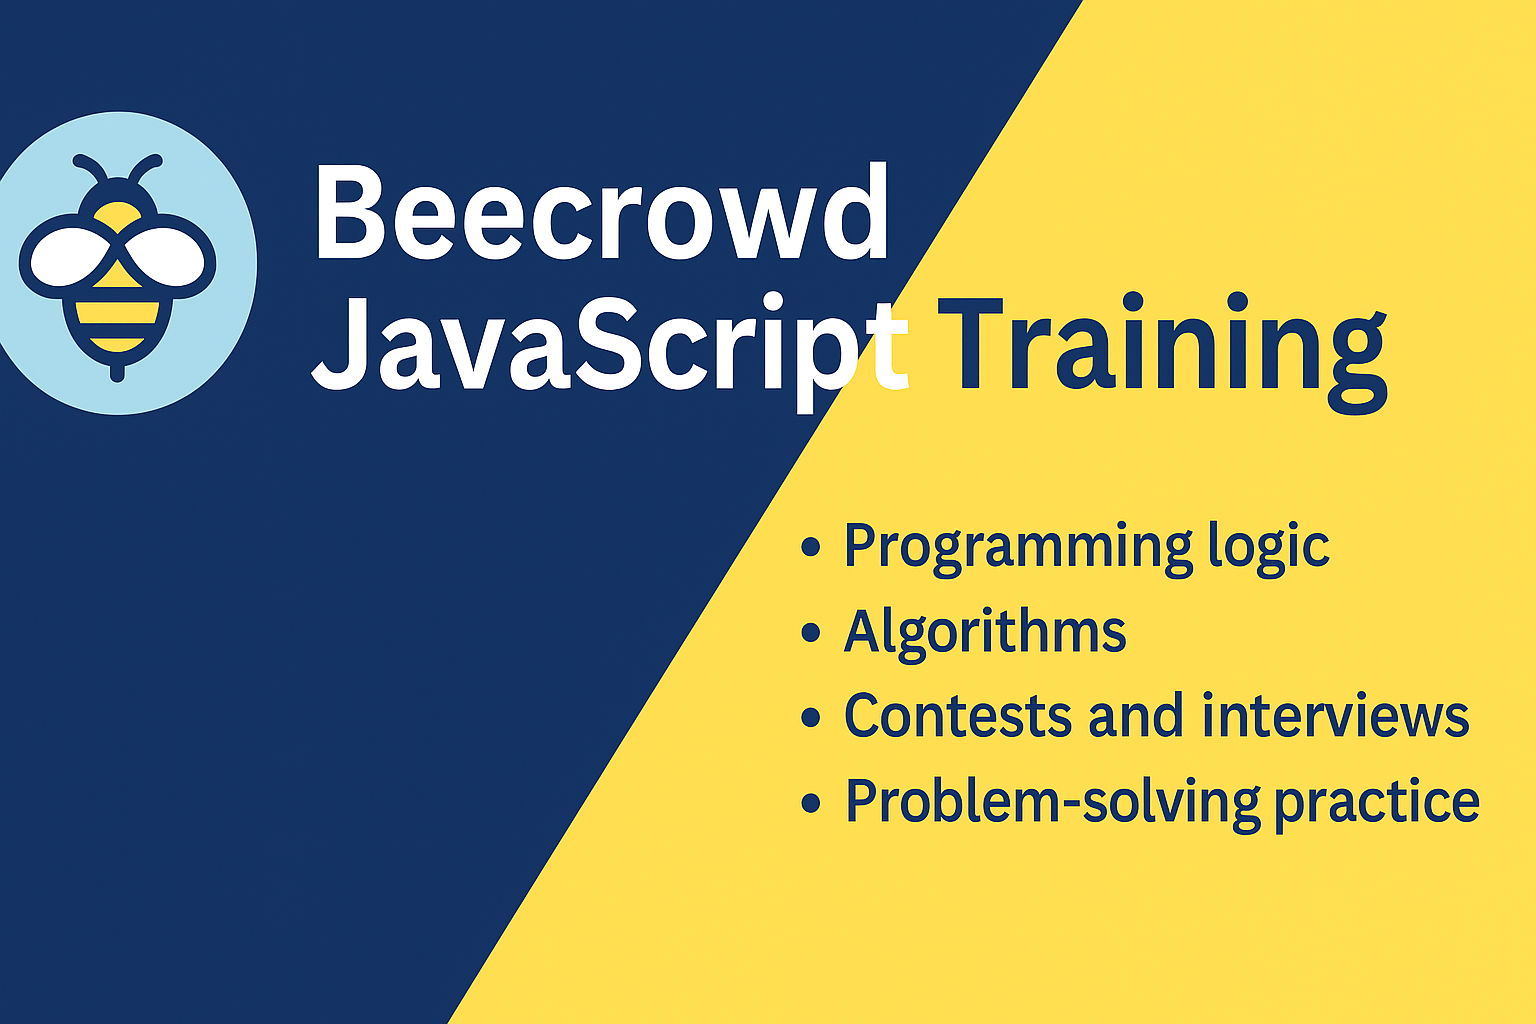 Beecrowd
JavaScript Training
• Programming logic
• Algorithms
• Contests and interviews
• Problem-solving practice